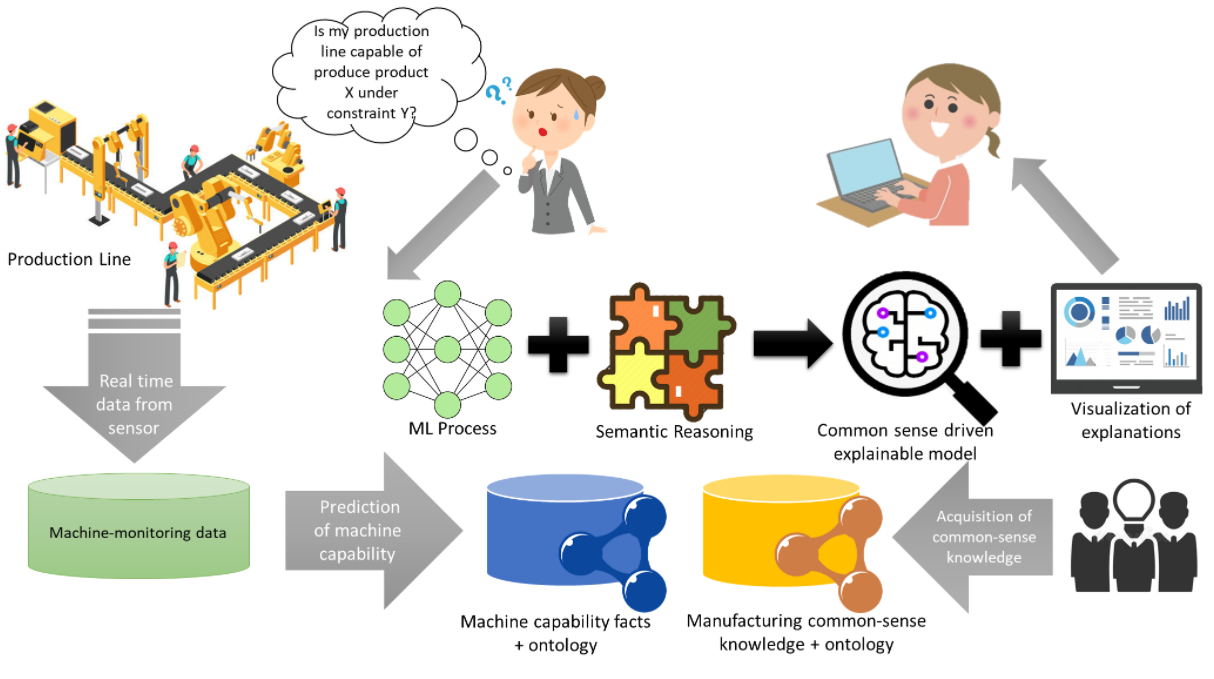 Is my production
line capable of
produce product
X under
constraint Y?
??
Production Line
Real time
data from
sensor
ML Process
Semantic Reasoning
Common sense driven
explainable model
Visualization of
explanations
Machine-monitoring data
Prediction
of machine
capability
Acquisition of
common-sense
knowledge
Machine capability facts
+ ontology
Manufacturing common-sense
knowledge + ontology